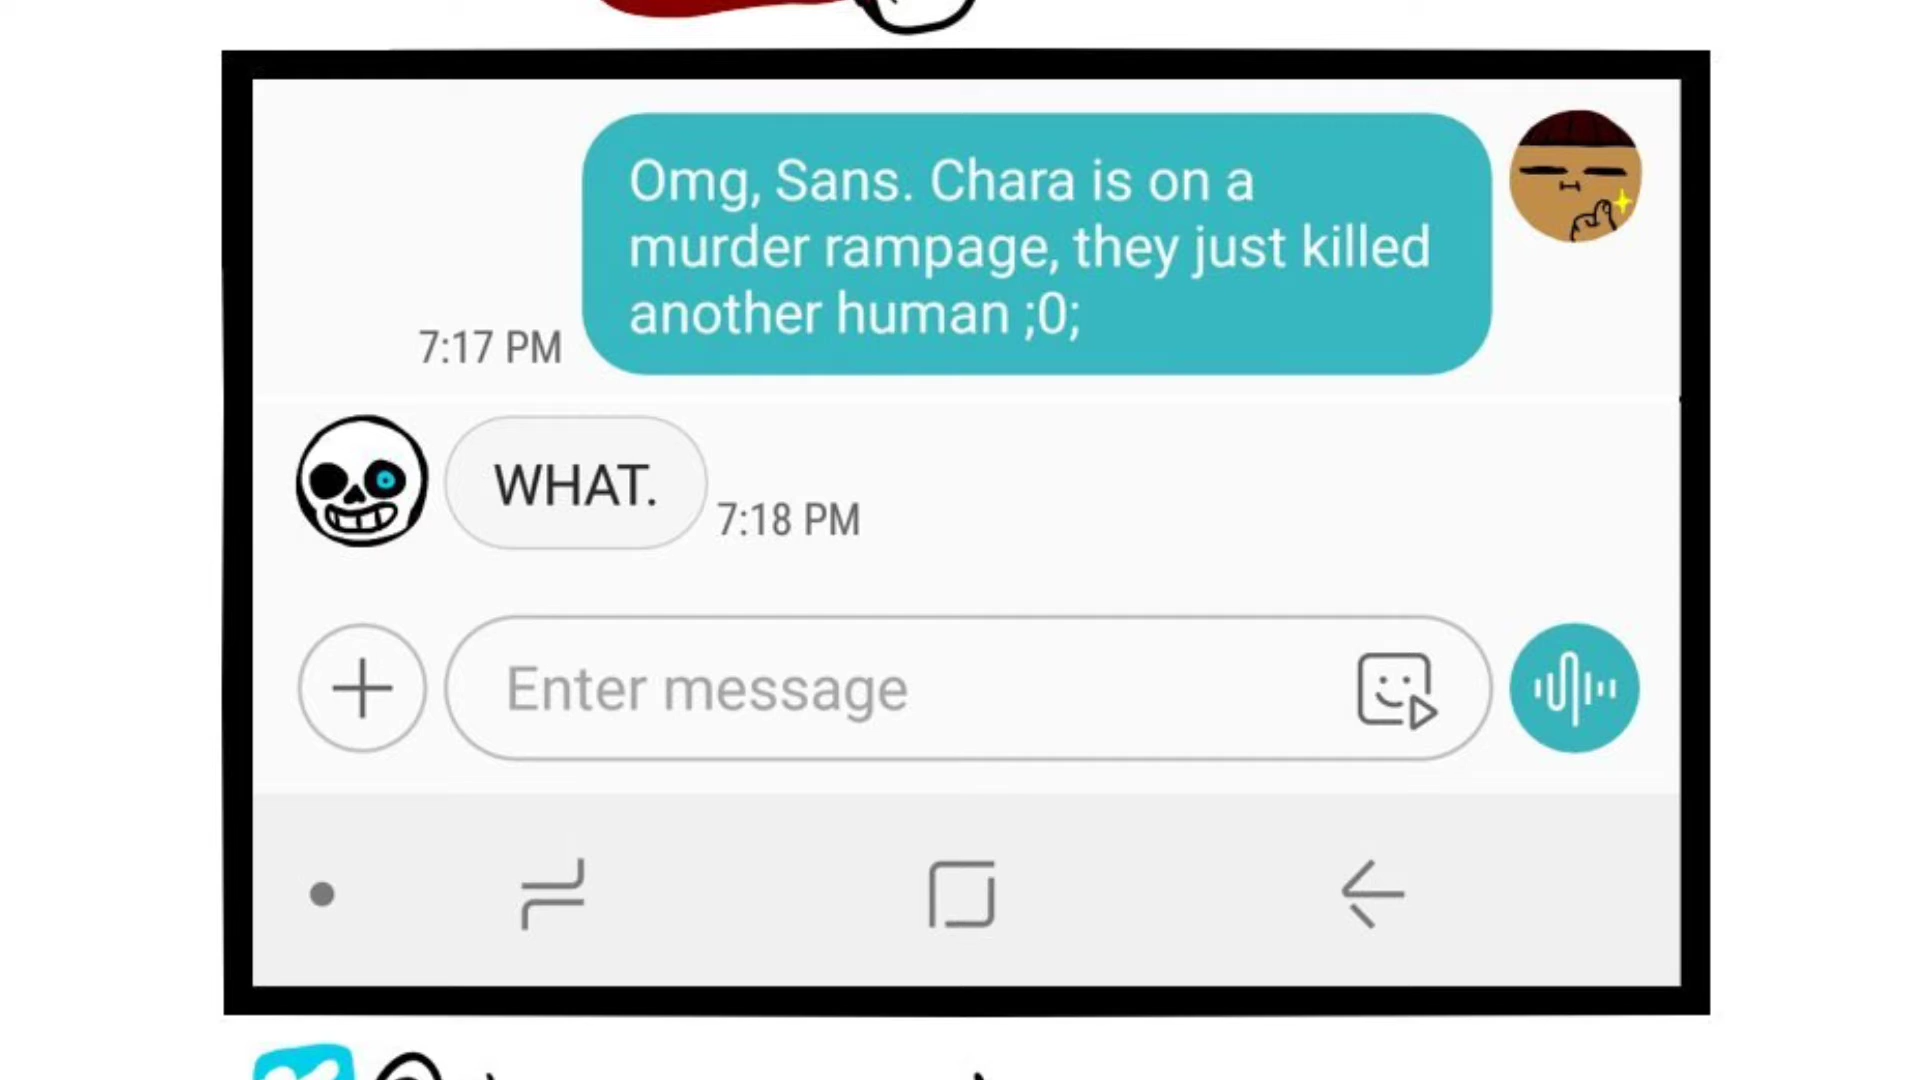 Omg, Sans. Chara is on a
murder rampage, they just killed
another human ;0;
7:17 PM
WHAT.
7:18 PM
Enter message